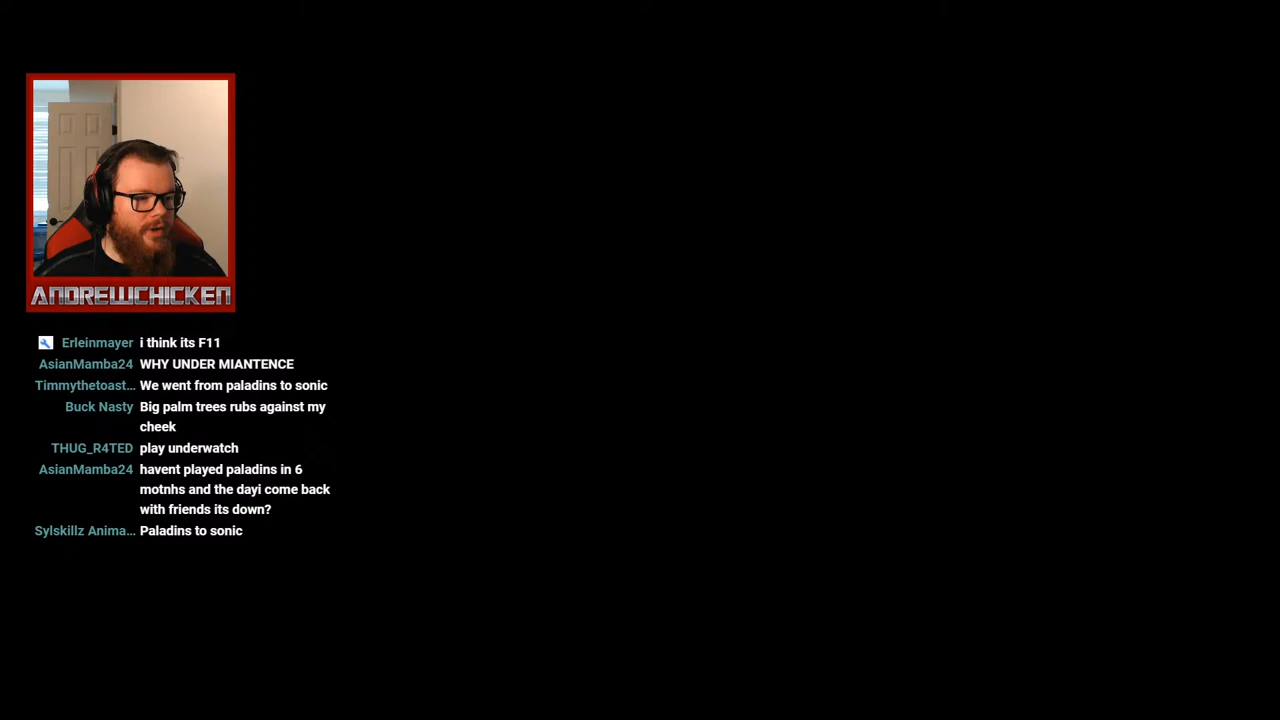 ANDREWCHICKEN
Erleinmayer i think its F11
AsianMamba24 WHY UNDER MIANTENCE
Timmythetoast… We went from paladins to sonic
Buck Nasty Big palm trees rubs against my
cheek
THUG_R4TED play underwatch
AsianMamba24 havent played paladins in 6
motnhs and the dayi come back
with friends its down?
Sylskillz Anima… Paladins to sonic